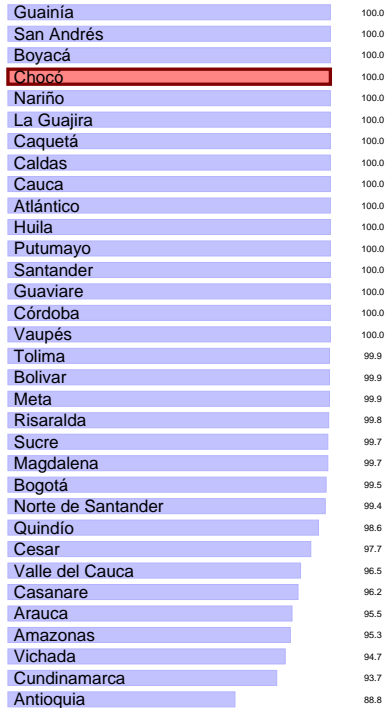 Guainía 100.0
San Andrés 100.0
Boyacá 100.0
Chocó 100.0
Nariño 100.0
La Guajira 100.0
Caquetá 100.0
Caldas 100.0
Cauca 100.0
Atlántico 100.0
Huila 100.0
Putumayo 100.0
Santander 100.0
Guaviare 100.0
Córdoba 100.0
Vaupés 100.0
Tolima 99.9
Bolivar 99.9
Meta 99.9
Risaralda 99.8
Sucre 99.7
Magdalena 99.7
Bogotá 99.5
Norte de Santander 99.4
Quindío 98.6
Cesar 97.7
Valle del Cauca 96.5
Casanare 96.2
Arauca 95.5
Amazonas 95.3
Vichada 94.7
Cundinamarca 93.7
Antioquia 88.8